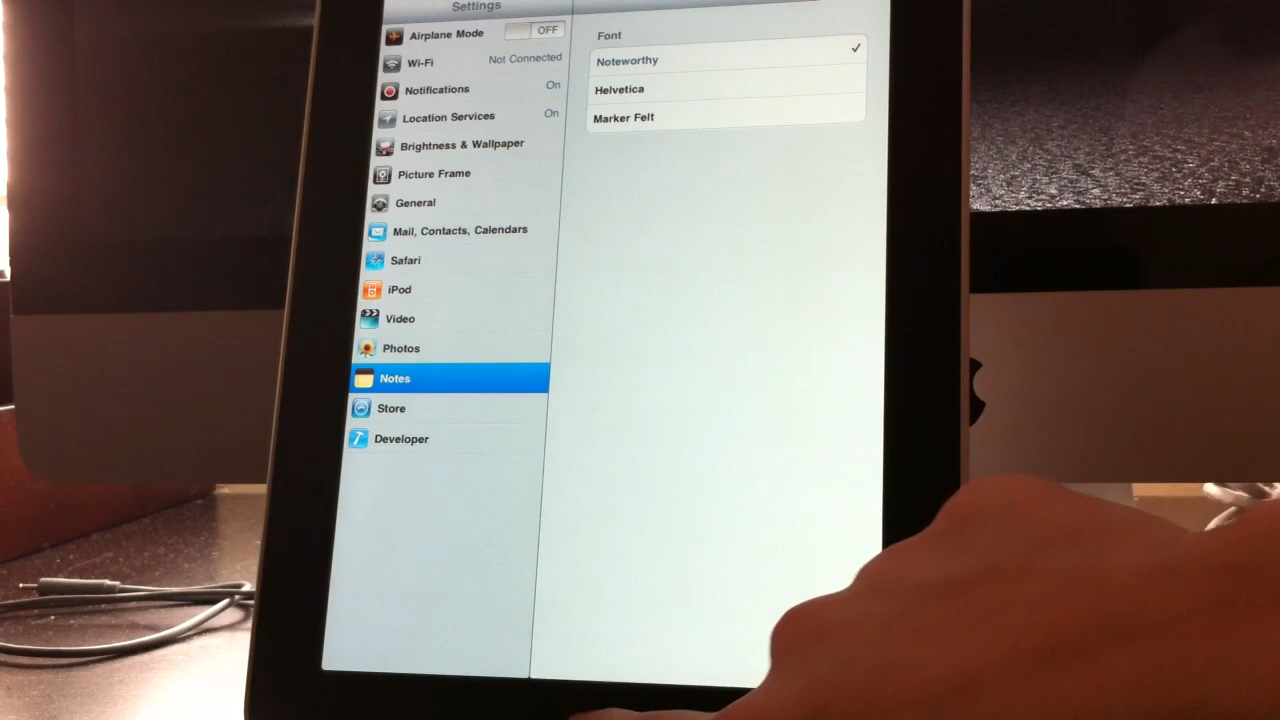 Settings
Airplane Mode OFF
Wi-Fi Not Connected
Notifications On
Location Services On
Brightness & Wallpaper
Picture Frame
General
Mail, Contacts, Calendars
Safari
iPod
Video
Photos
Notes
Store
Developer
Font
Noteworthy
Helvetica
Marker Felt